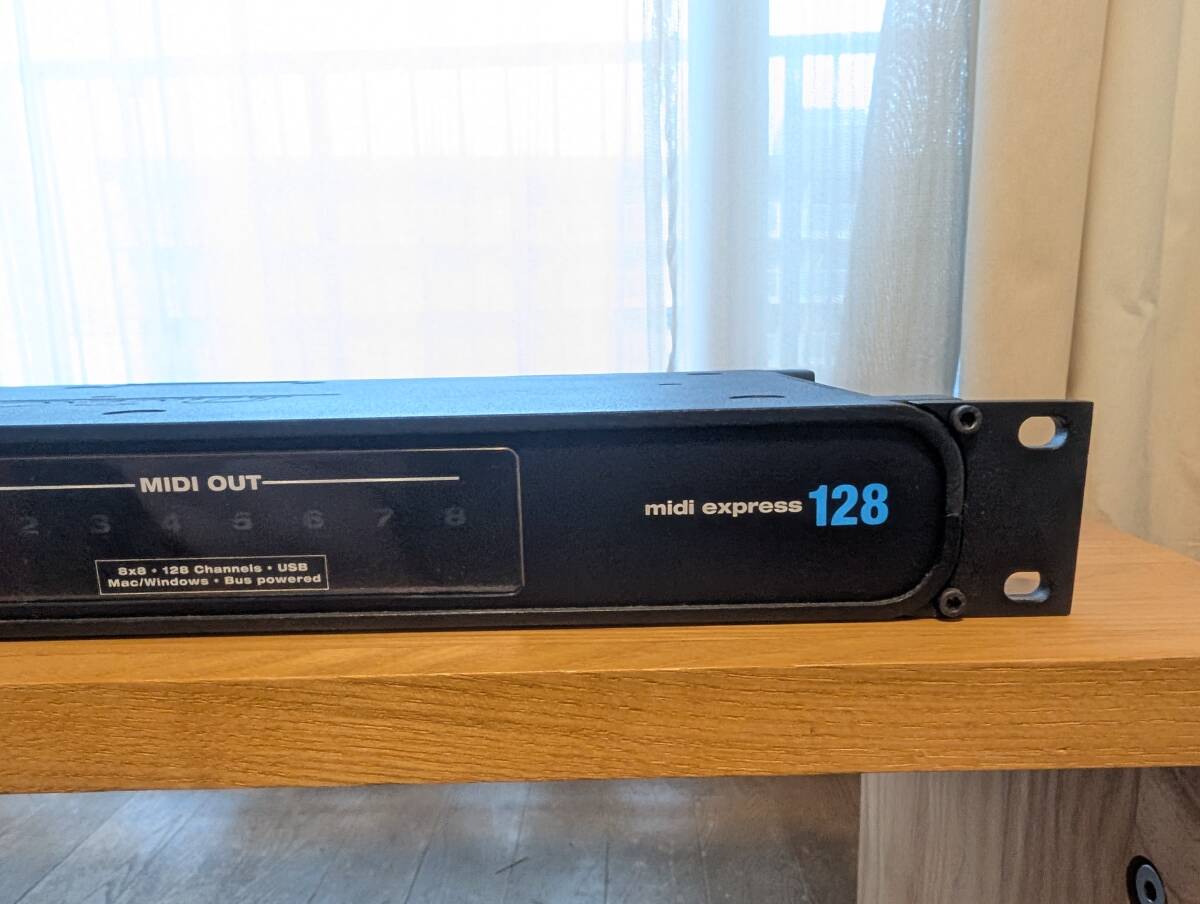 MIDI OUT
2 3 4 5 6 7 8
midi express 128
8x8 • 128 Channels • USB
Mac/Windows • Bus powered